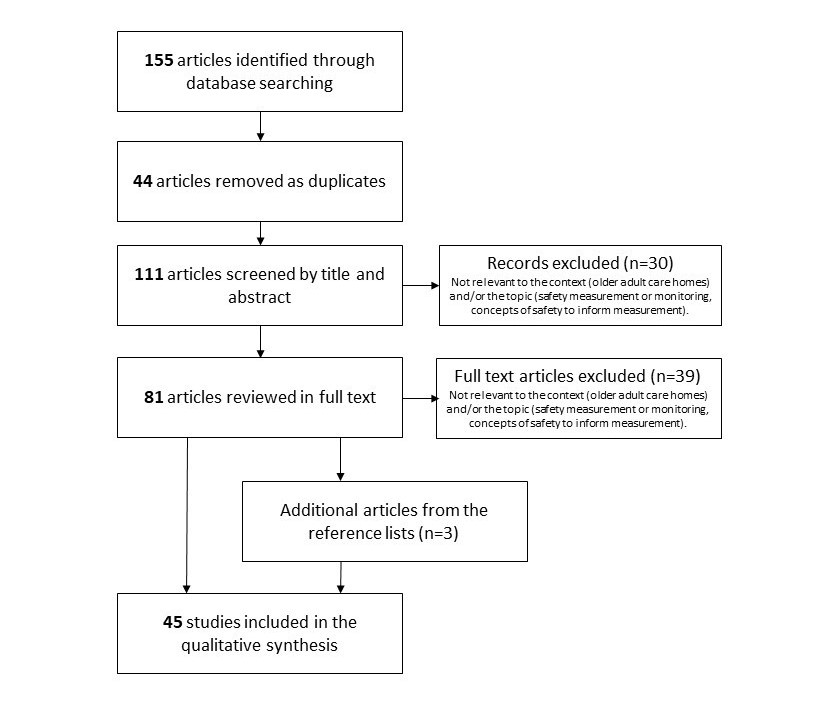 155 articles identified through
database searching
44 articles removed as duplicates
111 articles screened by title and
abstract
Records excluded (n=30)
Not relevant to the context (older adult care homes)
and/or the topic (safety measurement or monitoring,
concepts of safety to inform measurement).
81 articles reviewed in full text
Full text articles excluded (n=39)
Not relevant to the context (older adult care homes)
and/or the topic (safety measurement or monitoring,
concepts of safety to inform measurement).
Additional articles from the
reference lists (n=3)
45 studies included in the
qualitative synthesis